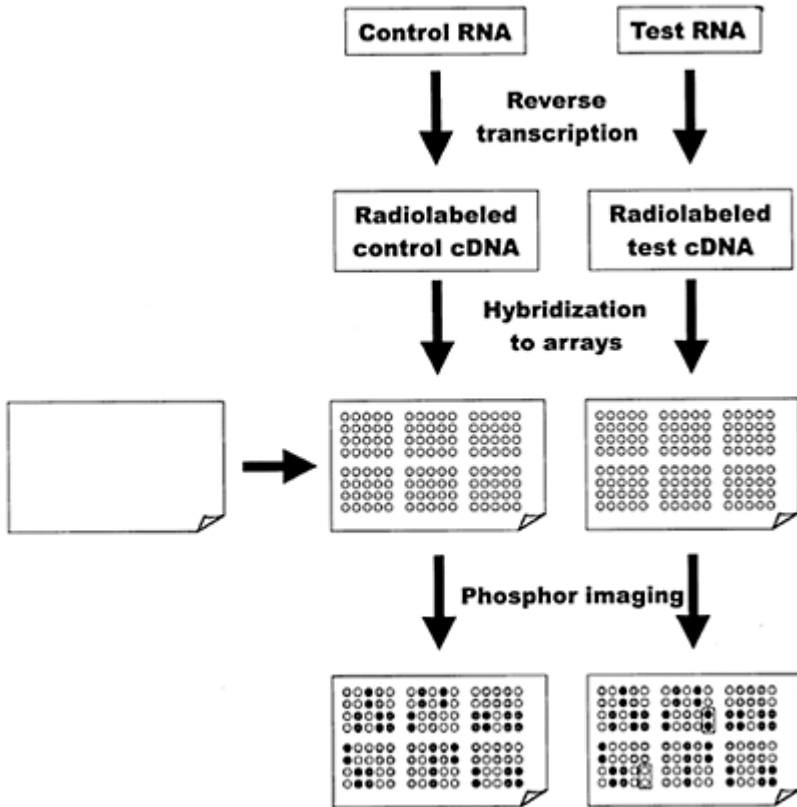 Control RNA
Test RNA
Reverse
transcription
Radiolabeled
control cDNA
Radiolabeled
test cDNA
Hybridization
to arrays
Phosphor imaging